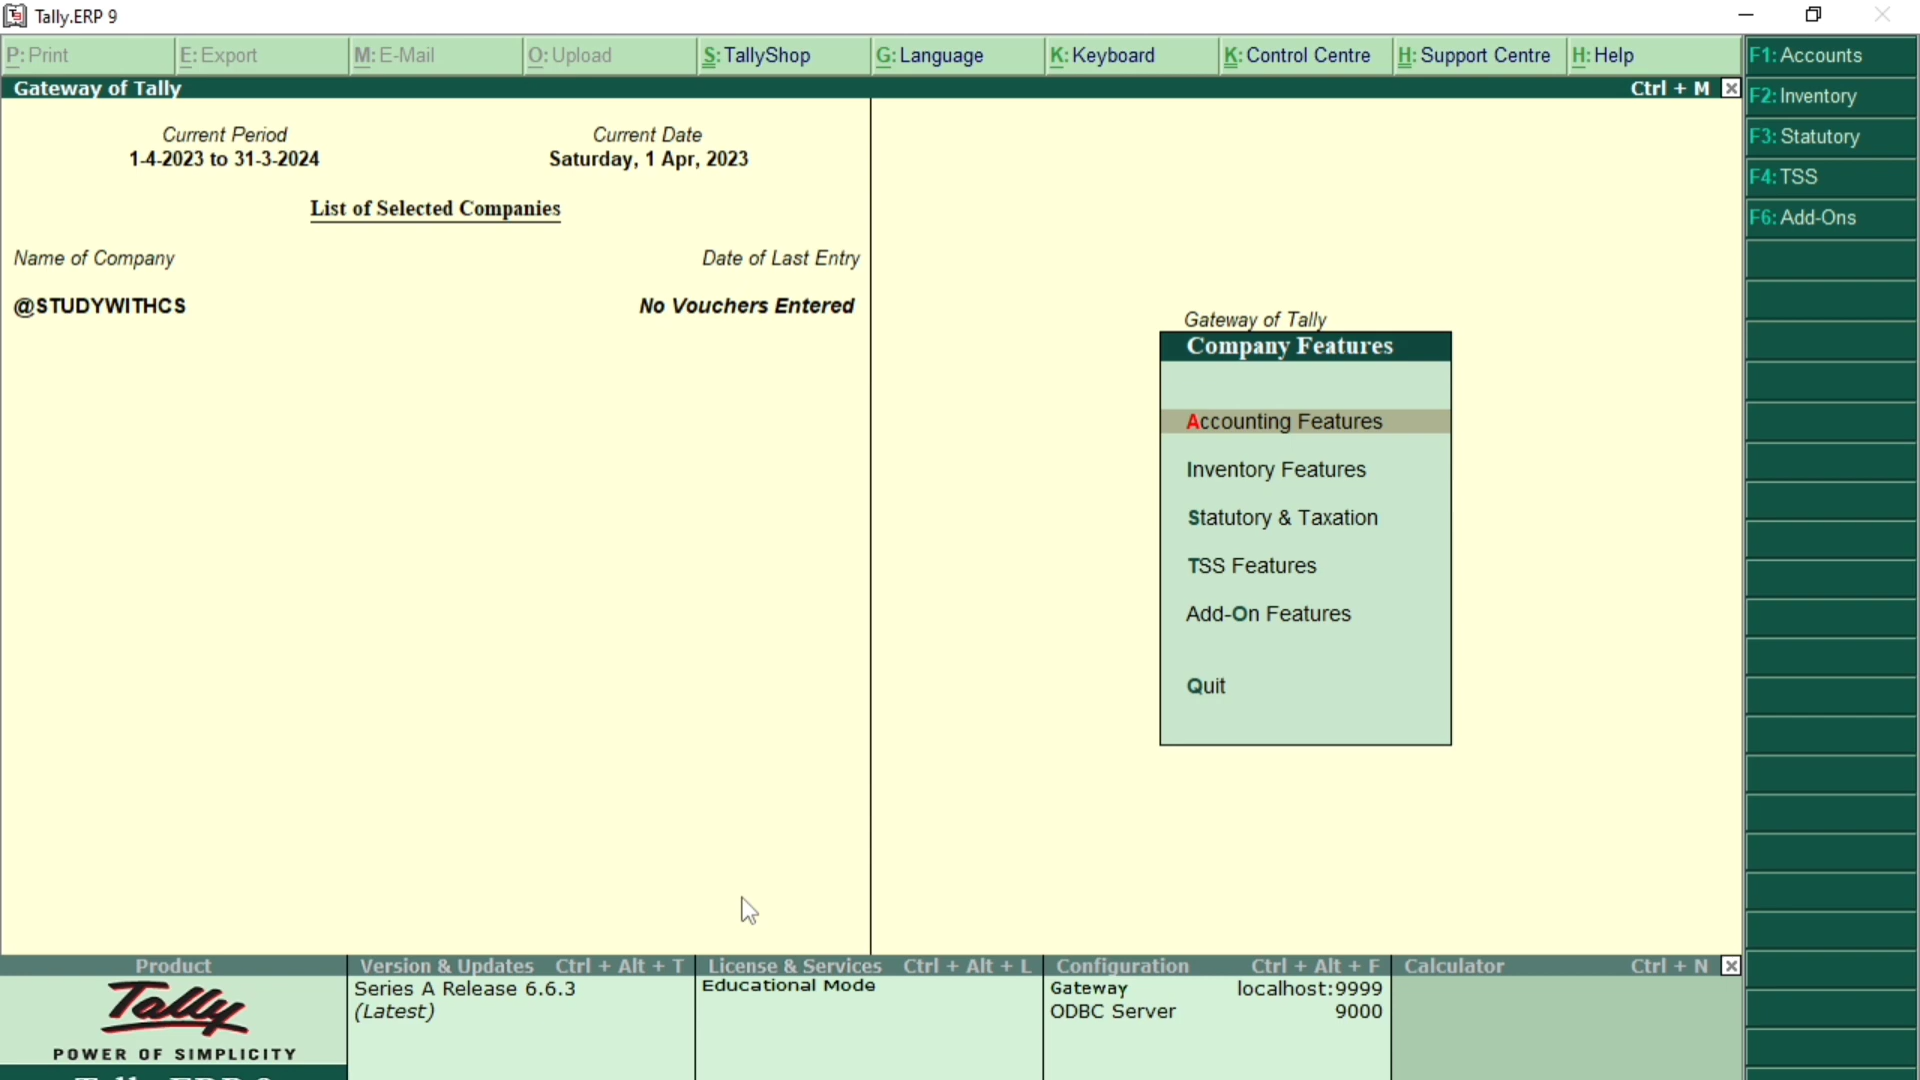 Tally.ERP 9
P: Print E: Export M: E-Mail O: Upload S: TallyShop G: Language K: Keyboard K: Control Centre H: Support Centre H: Help
F1: Accounts
F2: Inventory
F3: Statutory
F4: TSS
F6: Add-Ons
Gateway of Tally Ctrl + M
Current Period Current Date
1-4-2023 to 31-3-2024 Saturday, 1 Apr, 2023
List of Selected Companies
Name of Company Date of Last Entry
@STUDYWITHCS No Vouchers Entered
Gateway of Tally
Company Features
Accounting Features
Inventory Features
Statutory & Taxation
TSS Features
Add-On Features
Quit
Product
Tally
POWER OF SIMPLICITY
Tally.ERP 9
Version & Updates Ctrl + Alt + T
Series A Release 6.6.3
(Latest)
License & Services Ctrl + Alt + L
Educational Mode
Configuration Ctrl + Alt + F
Gateway localhost:9999
ODBC Server 9000
Calculator Ctrl + N